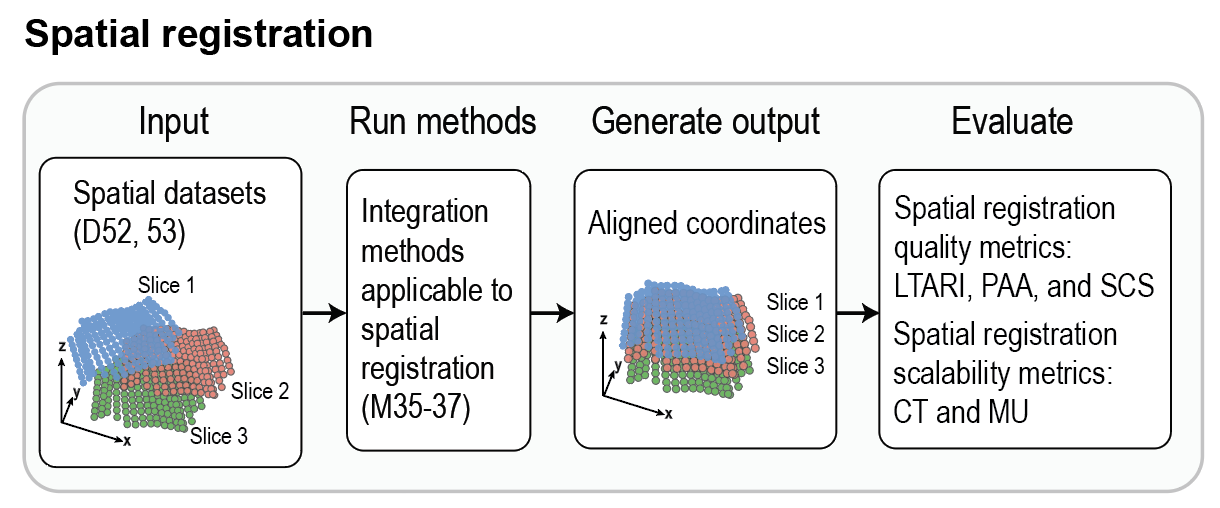 Spatial registration
Input
Spatial datasets
(D52, 53)
Slice 1
Slice 2
Slice 3
z
y
x
Run methods
Integration
methods
applicable to
spatial
registration
(M35-37)
Generate output
Aligned coordinates
Slice 1
Slice 2
Slice 3
z
y
x
Evaluate
Spatial registration
quality metrics:
LTARI, PAA, and SCS
Spatial registration
scalability metrics:
CT and MU